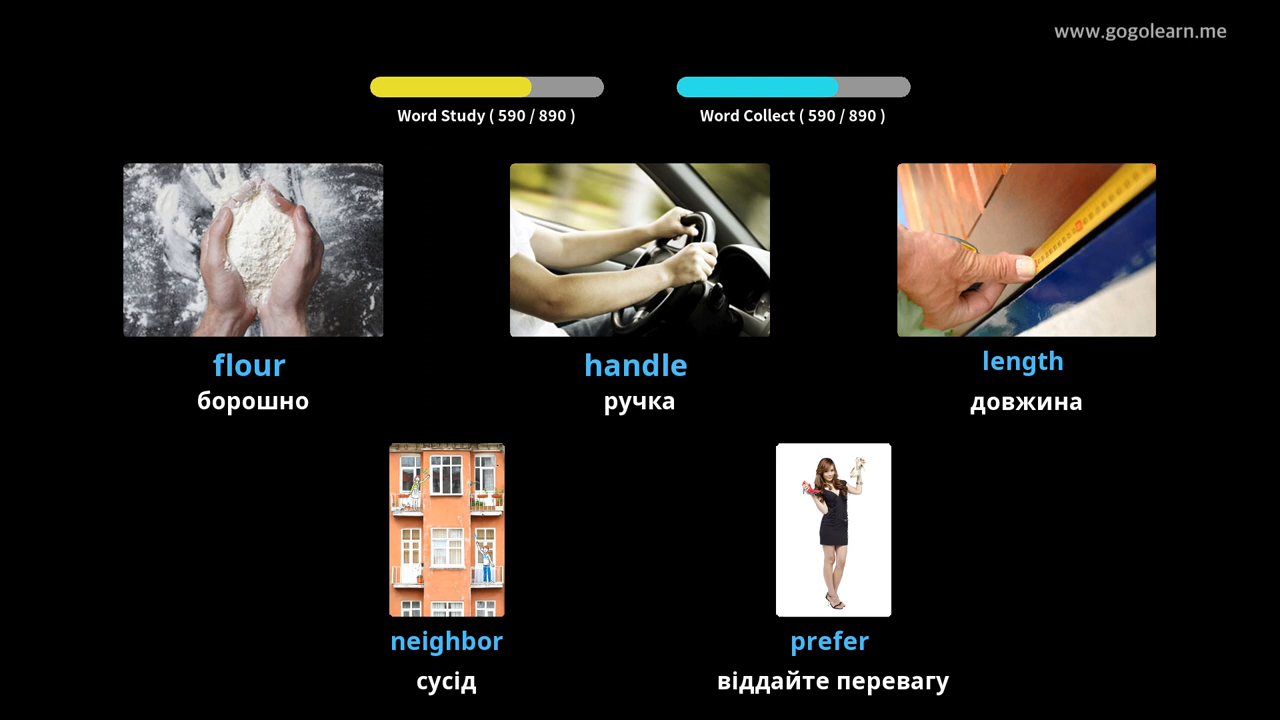 www.gogolearn.me
Word Study ( 590 / 890 )
Word Collect ( 590 / 890 )
flour
handle
length
борошно
ручка
довжина
neighbor
prefer
сусід
віддайте перевагу